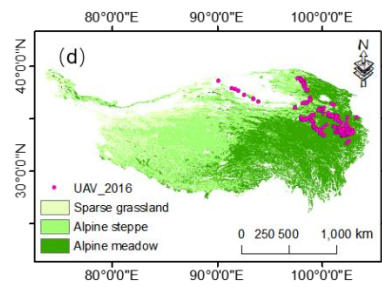 80°0'0"E 90°0'0"E 100°0'0"E
(d)
N
40°0'0"N
30°0'0"N
UAV_2016
Sparse grassland
Alpine steppe
Alpine meadow
0 250 500 1,000 km
80°0'0"E 90°0'0"E 100°0'0"E